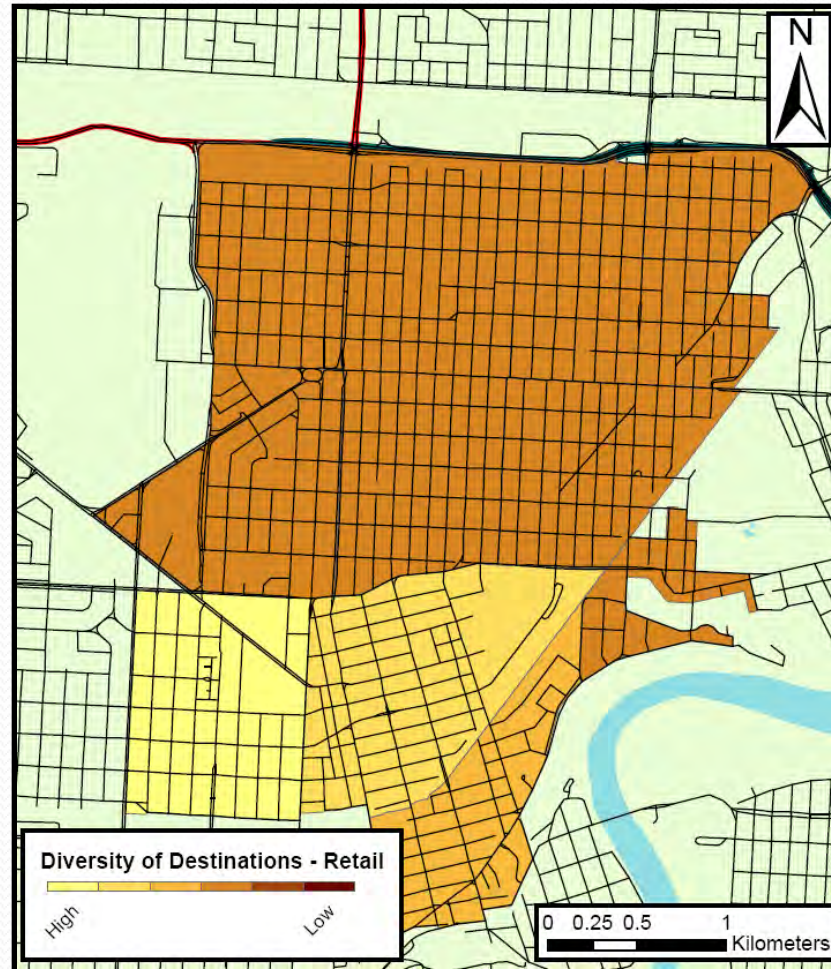 N
Diversity of Destinations - Retail
High
Low
0 0.25 0.5 1
Kilometers